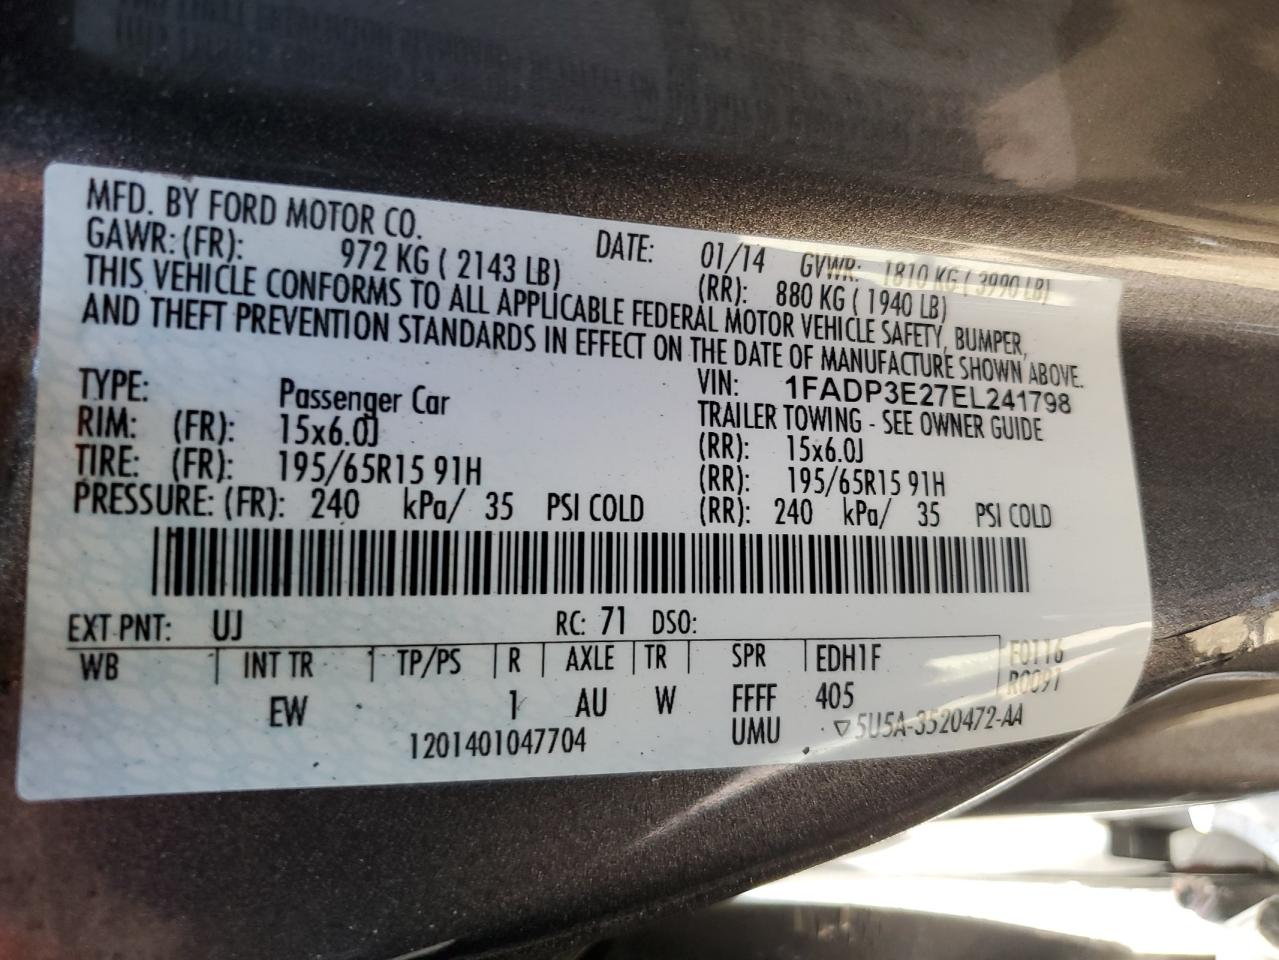 MFD. BY FORD MOTOR CO. DATE: 01/14 GVWR: 1810 KG ( 3990 LB)
GAWR: (FR): 972 KG ( 2143 LB) (RR): 880 KG ( 1940 LB)
THIS VEHICLE CONFORMS TO ALL APPLICABLE FEDERAL MOTOR VEHICLE SAFETY, BUMPER,
AND THEFT PREVENTION STANDARDS IN EFFECT ON THE DATE OF MANUFACTURE SHOWN ABOVE.
VIN: 1FADP3E27EL241798
TYPE: Passenger Car TRAILER TOWING - SEE OWNER GUIDE
RIM: (FR): 15x6.0J (RR): 15x6.0J
TIRE: (FR): 195/65R15 91H (RR): 195/65R15 91H
PRESSURE: (FR): 240 kPa/ 35 PSI COLD (RR): 240 kPa/ 35 PSI COLD
EXT PNT: UJ RC: 71 DSO:
WB INT TR TP/PS R AXLE TR SPR EDH1F F0116
EW 1 AU W FFFF 405 R0091
1201401047704 UMU ▽5U5A-3520472-AA